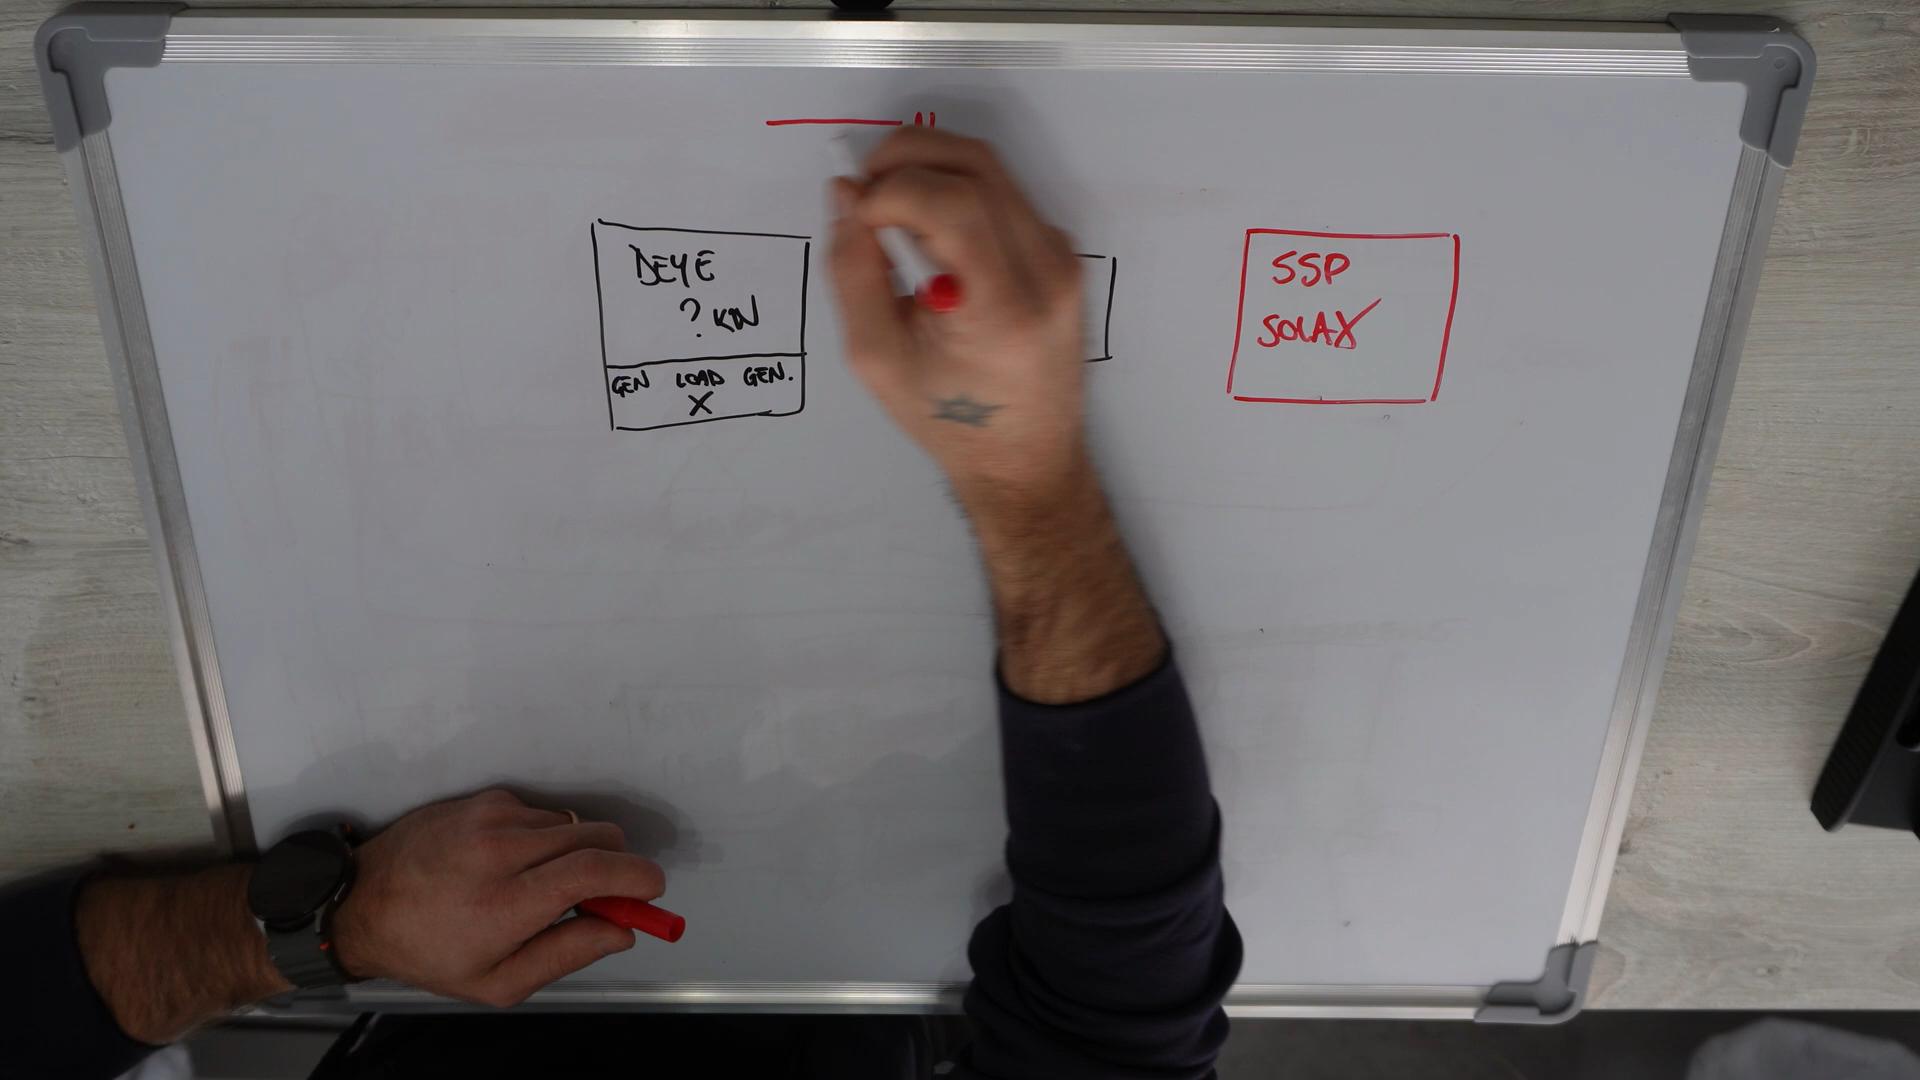 DEYE
? KW
GEN LOAD GEN.
X
SSP
SOLAX